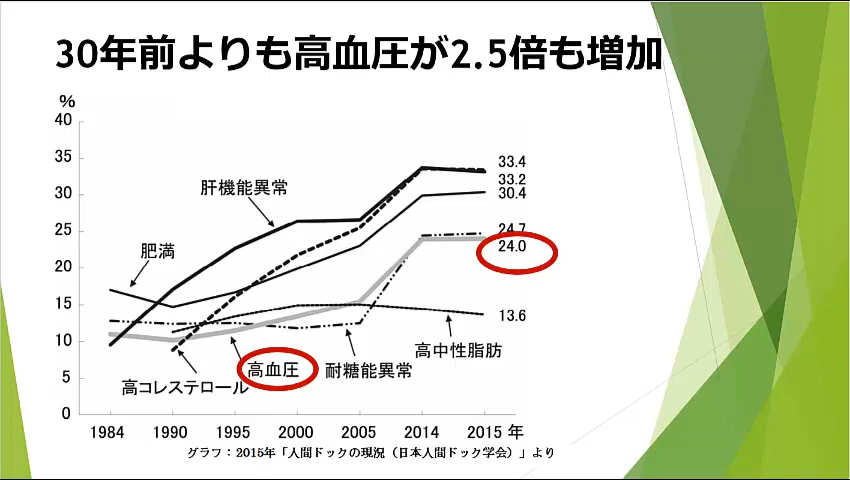 30年前よりも高血圧が2.5倍も増加
%
40
35
30
25
20
15
10
5
0
肝機能異常
肥満
高コレステロール
高血圧
耐糖能異常
高中性脂肪
33.4
33.2
30.4
24.7
24.0
13.6
1984 1990 1995 2000 2005 2014 2015 年
グラフ：2015年「人間ドックの現況（日本人間ドック学会）」より